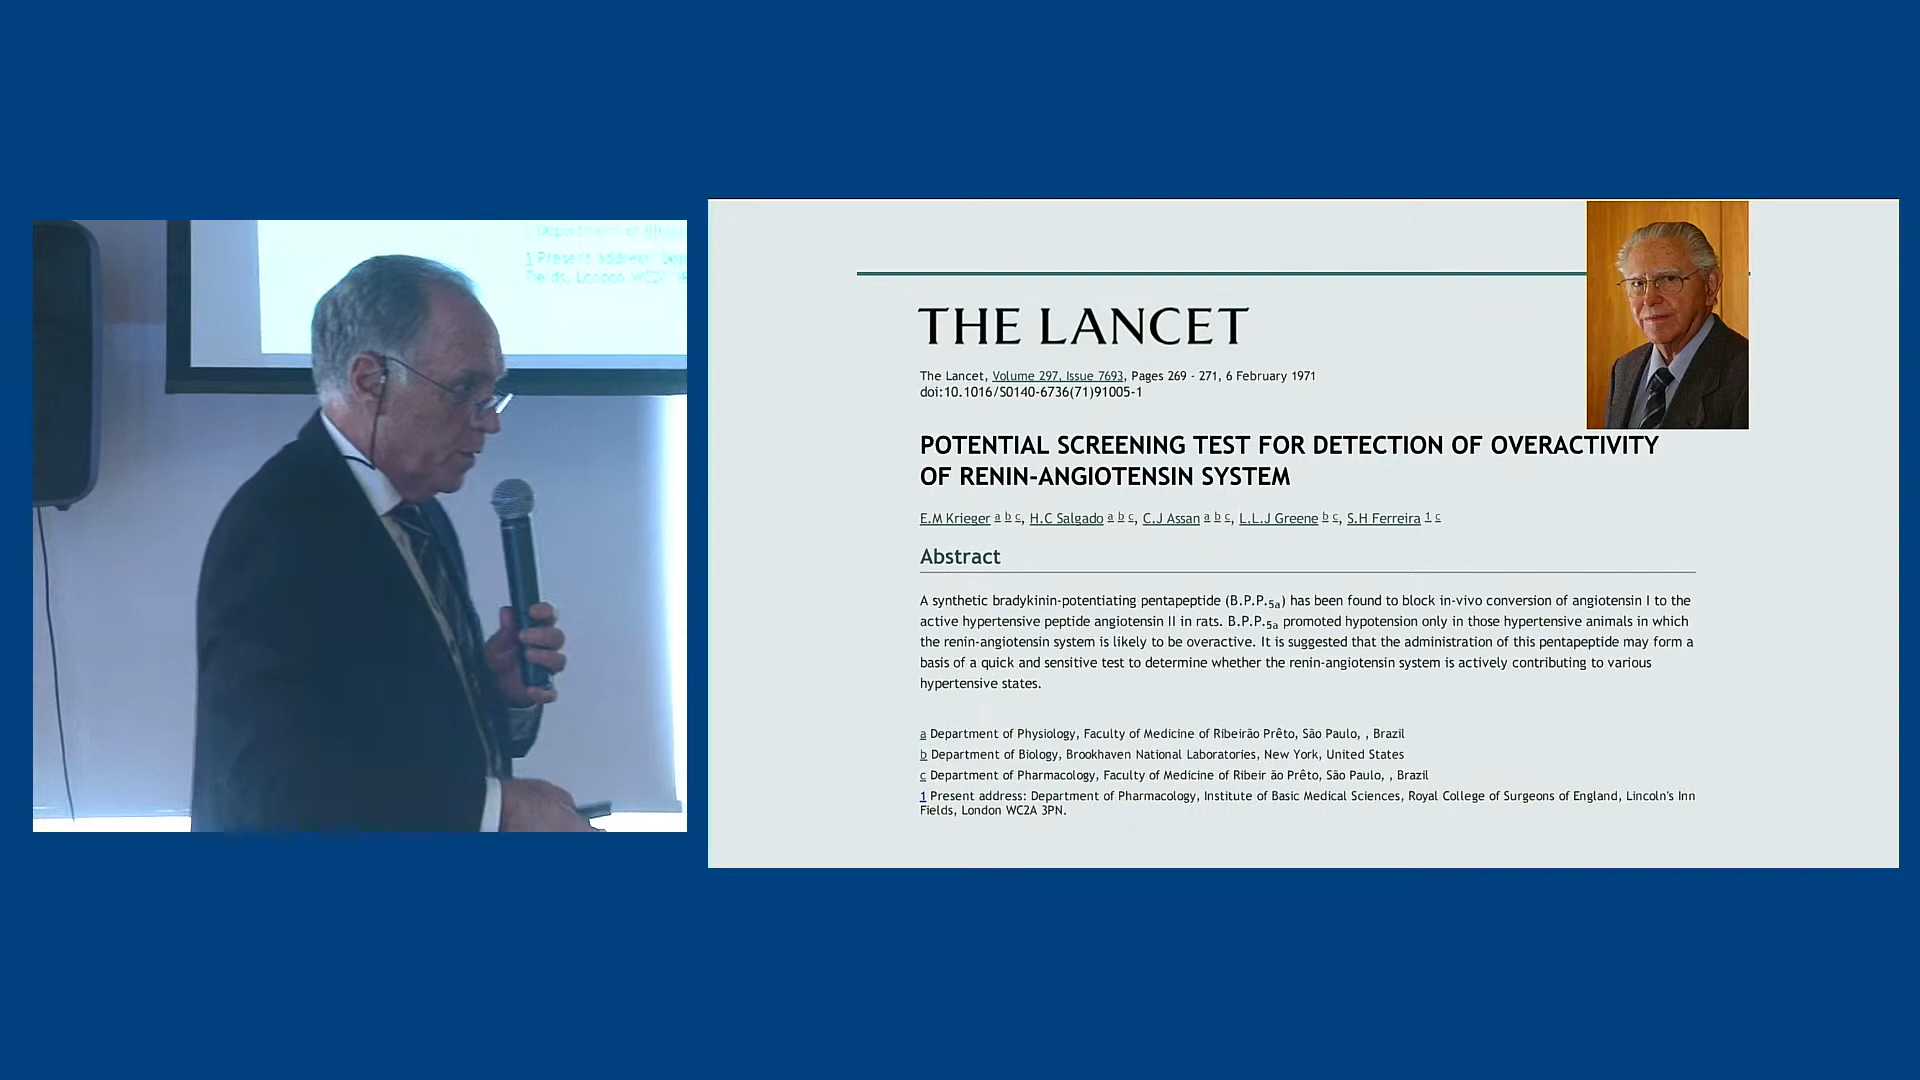 Present address: Dep
Fields, London WC2A 3P
THE LANCET
The Lancet, Volume 297, Issue 7693, Pages 269 - 271, 6 February 1971
doi:10.1016/S0140-6736(71)91005-1
POTENTIAL SCREENING TEST FOR DETECTION OF OVERACTIVITY
OF RENIN-ANGIOTENSIN SYSTEM
E.M Krieger a b c, H.C Salgado a b c, C.J Assan a b c, L.L.J Greene b c, S.H Ferreira 1 c
Abstract
A synthetic bradykinin-potentiating pentapeptide (B.P.P.5a) has been found to block in-vivo conversion of angiotensin I to the
active hypertensive peptide angiotensin II in rats. B.P.P.5a promoted hypotension only in those hypertensive animals in which
the renin-angiotensin system is likely to be overactive. It is suggested that the administration of this pentapeptide may form a
basis of a quick and sensitive test to determine whether the renin-angiotensin system is actively contributing to various
hypertensive states.
a Department of Physiology, Faculty of Medicine of Ribeirão Prêto, São Paulo, , Brazil
b Department of Biology, Brookhaven National Laboratories, New York, United States
c Department of Pharmacology, Faculty of Medicine of Ribeir ão Prêto, São Paulo, , Brazil
1 Present address: Department of Pharmacology, Institute of Basic Medical Sciences, Royal College of Surgeons of England, Lincoln's Inn
Fields, London WC2A 3PN.